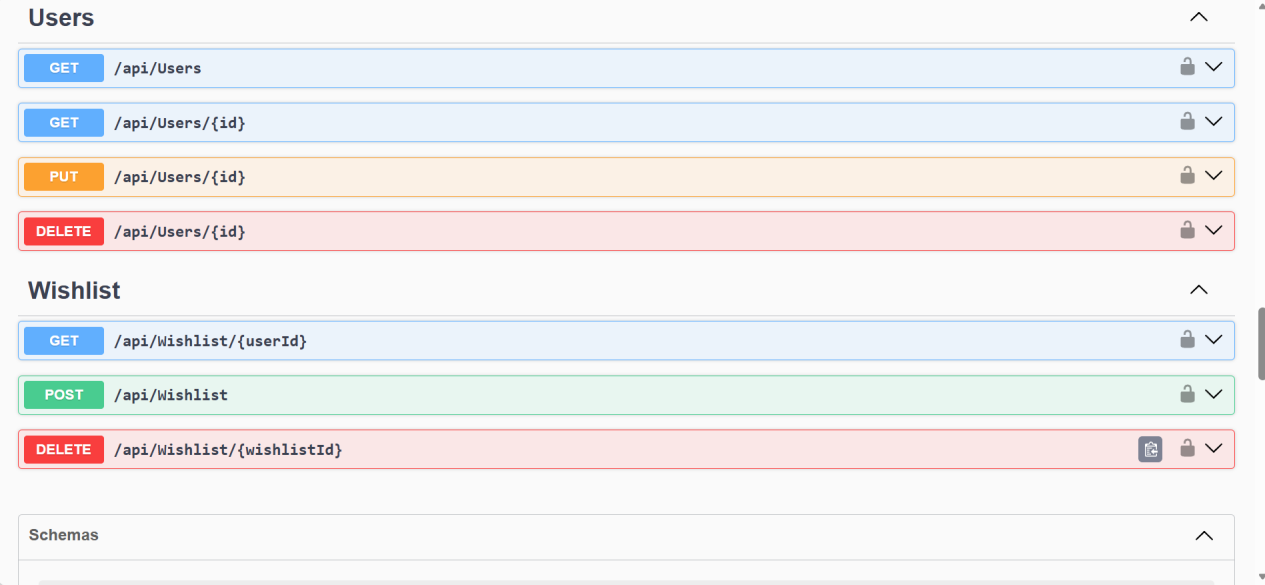 Users
GET /api/Users
GET /api/Users/{id}
PUT /api/Users/{id}
DELETE /api/Users/{id}
Wishlist
GET /api/Wishlist/{userId}
POST /api/Wishlist
DELETE /api/Wishlist/{wishlistId}
Schemas